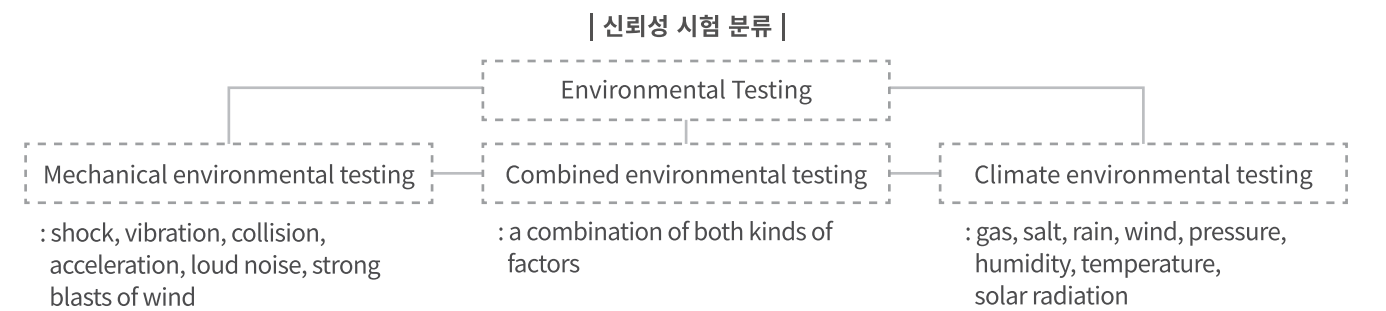 | 신뢰성 시험 분류 |
Environmental Testing
Mechanical environmental testing
Combined environmental testing
Climate environmental testing
: shock, vibration, collision,
acceleration, loud noise, strong
blasts of wind
: a combination of both kinds of
factors
: gas, salt, rain, wind, pressure,
humidity, temperature,
solar radiation